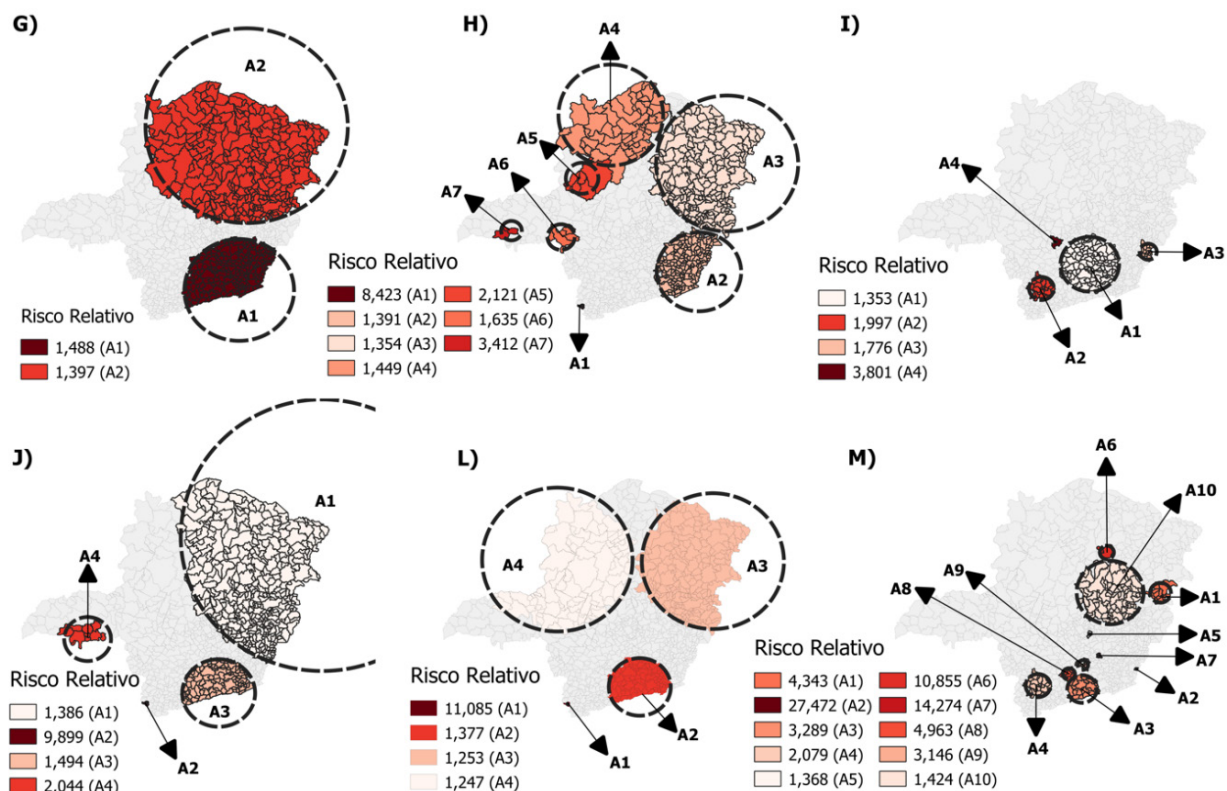 G)
A2
A1
Risco Relativo
1,488 (A1)
1,397 (A2)
H)
A4
A3
A5
A6
A7
A2
A1
Risco Relativo
8,423 (A1)
1,391 (A2)
1,354 (A3)
1,449 (A4)
2,121 (A5)
1,635 (A6)
3,412 (A7)
I)
A4
A3
A1
A2
Risco Relativo
1,353 (A1)
1,997 (A2)
1,776 (A3)
3,801 (A4)
J)
A1
A4
A3
A2
Risco Relativo
1,386 (A1)
9,899 (A2)
1,494 (A3)
2,044 (A4)
L)
A4
A3
A2
A1
Risco Relativo
11,085 (A1)
1,377 (A2)
1,253 (A3)
1,247 (A4)
M)
A6
A10
A9
A8
A1
A5
A7
A2
A3
A4
Risco Relativo
4,343 (A1)
27,472 (A2)
3,289 (A3)
2,079 (A4)
1,368 (A5)
10,855 (A6)
14,274 (A7)
4,963 (A8)
3,146 (A9)
1,424 (A10)